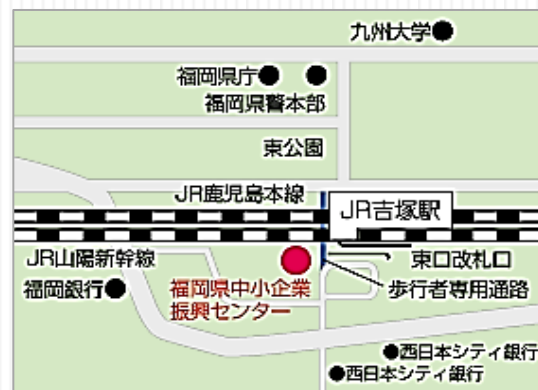 九州大学
福岡県庁
福岡県警本部
東公園
JR鹿児島本線
JR吉塚駅
JR山陽新幹線
東口改札口
福岡銀行
福岡県中小企業
振興センター
歩行者専用通路
西日本シティ銀行
西日本シティ銀行